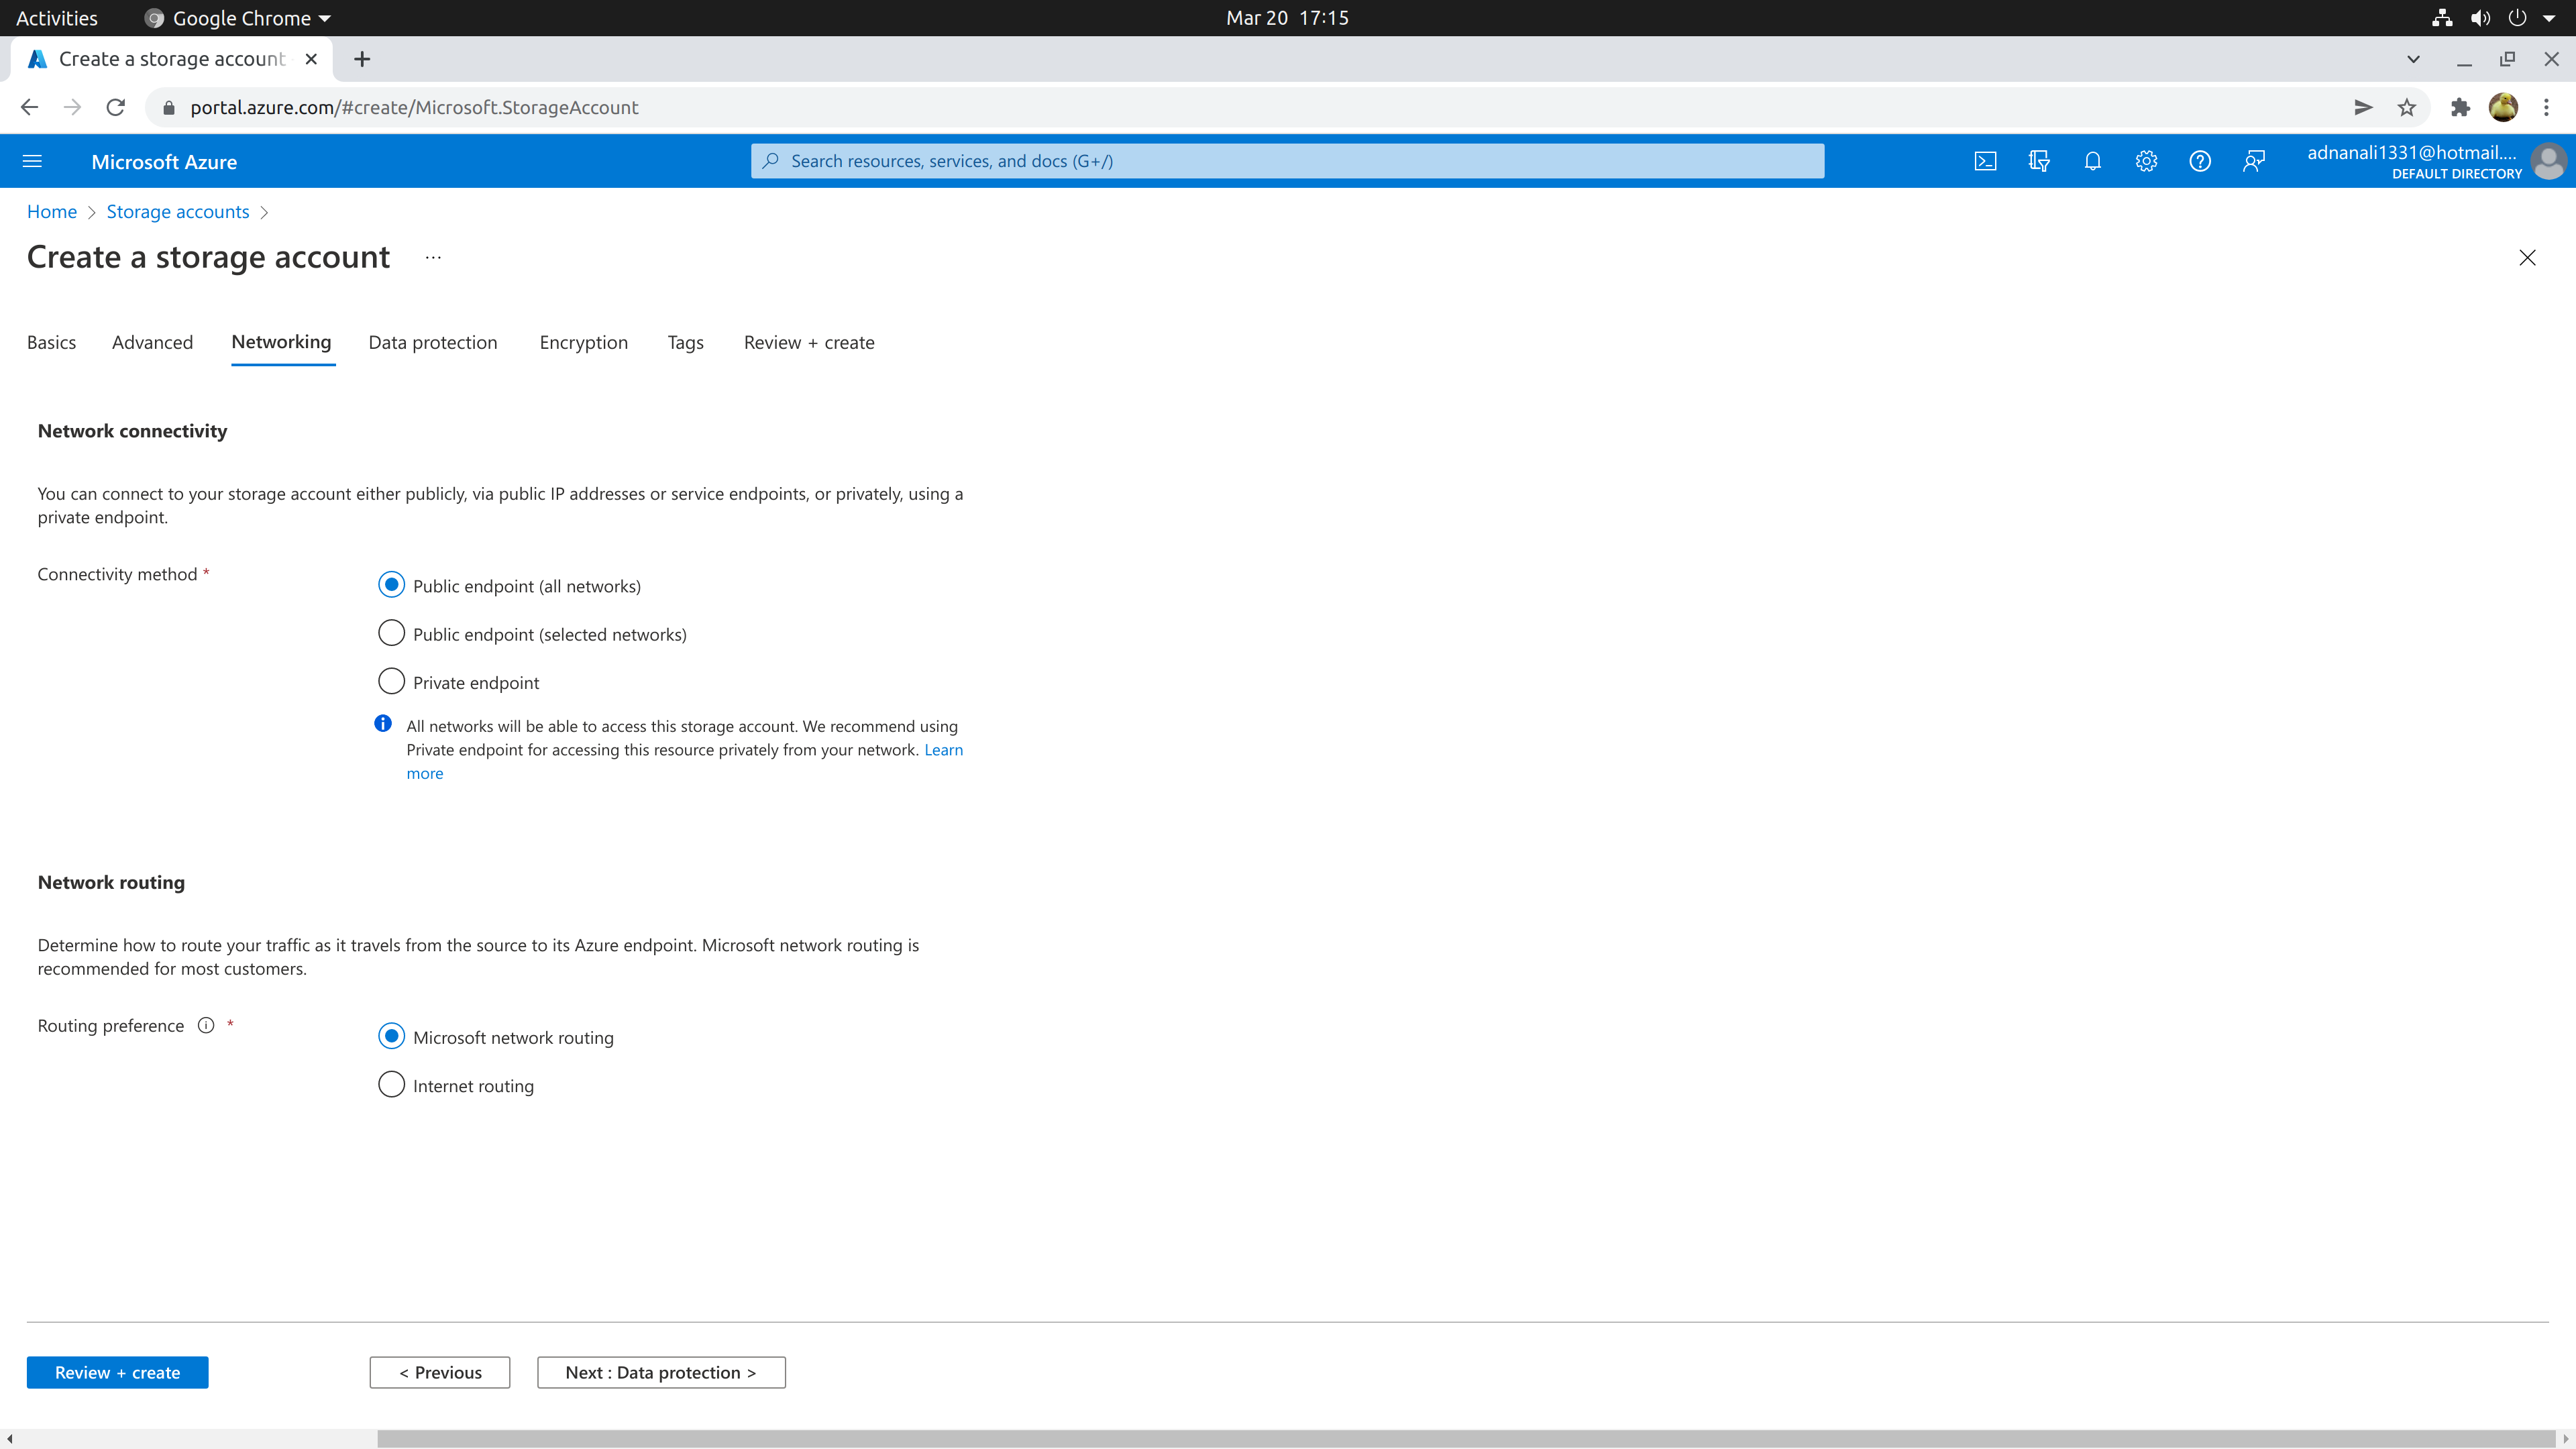 Activities
Google Chrome
Mar 20 17:15
Create a storage account
portal.azure.com/#create/Microsoft.StorageAccount
Microsoft Azure
Search resources, services, and docs (G+/)
adnanali1331@hotmail....
DEFAULT DIRECTORY
Home > Storage accounts >
Create a storage account ...
Basics
Advanced
Networking
Data protection
Encryption
Tags
Review + create
Network connectivity
You can connect to your storage account either publicly, via public IP addresses or service endpoints, or privately, using a
private endpoint.
Connectivity method *
Public endpoint (all networks)
Public endpoint (selected networks)
Private endpoint
All networks will be able to access this storage account. We recommend using
Private endpoint for accessing this resource privately from your network. Learn
more
Network routing
Determine how to route your traffic as it travels from the source to its Azure endpoint. Microsoft network routing is
recommended for most customers.
Routing preference *
Microsoft network routing
Internet routing
Review + create
< Previous
Next : Data protection >